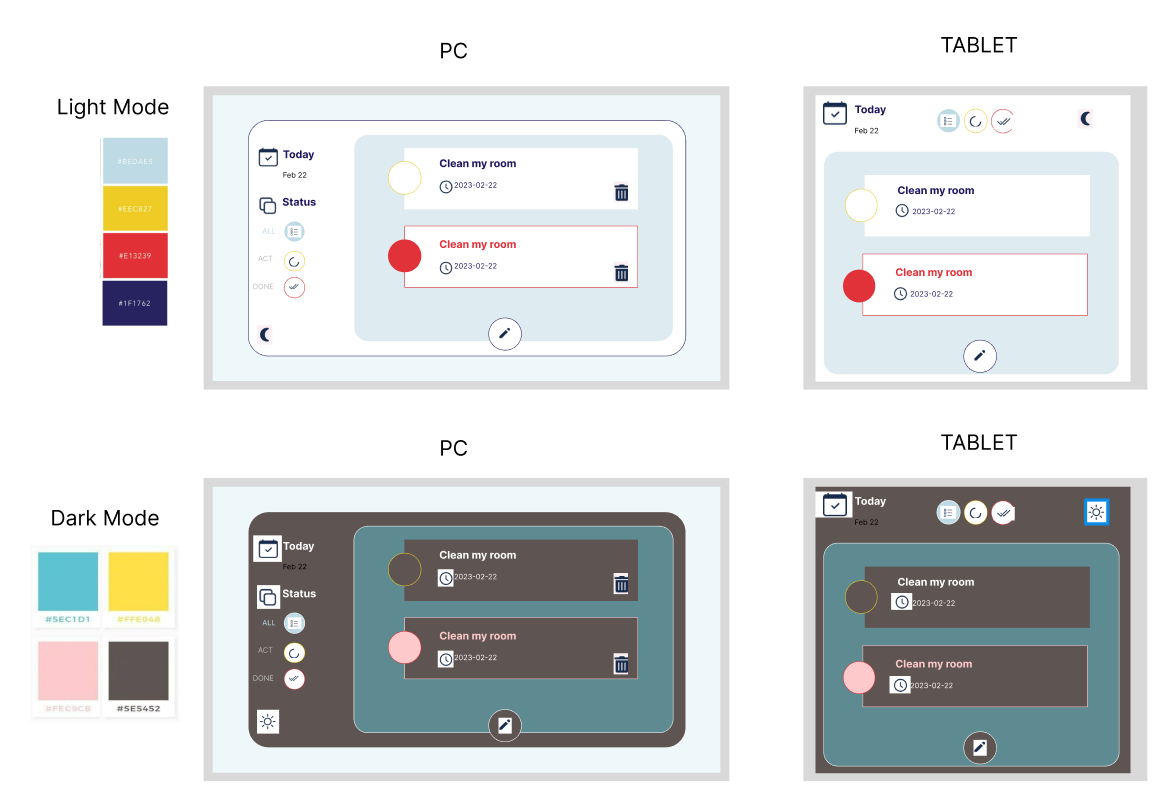 PC
TABLET
Light Mode
#BEDAE5
#EECB27
#E13239
#1F1762
Today
Feb 22
Status
ALL
ACT
DONE
Clean my room
2023-02-22
Clean my room
2023-02-22
Today
Feb 22
Clean my room
2023-02-22
Clean my room
2023-02-22
PC
TABLET
Dark Mode
#5EC1D1
#FFE04B
#FEC9CB
#5E5452
Today
Feb 22
Status
ALL
ACT
DONE
Clean my room
2023-02-22
Clean my room
2023-02-22
Today
Feb 22
Clean my room
2023-02-22
Clean my room
2023-02-22